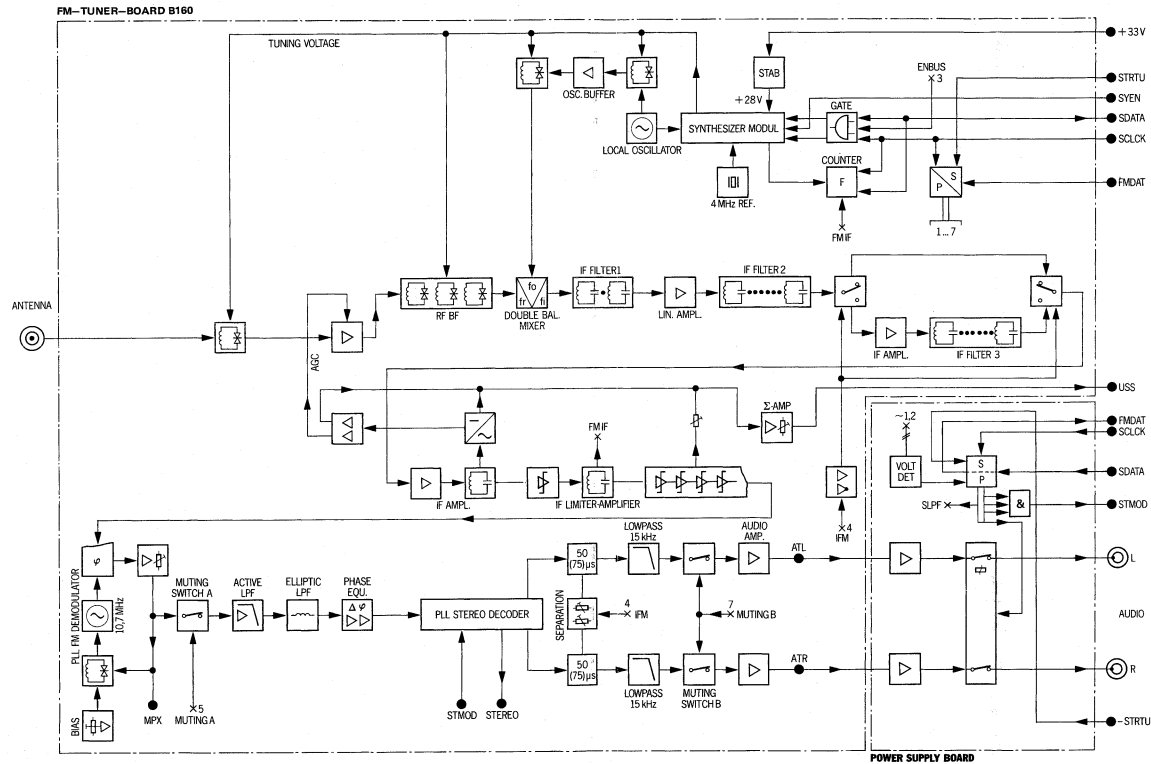 FM–TUNER–BOARD B160
+33V
TUNING VOLTAGE
STAB
ENBUS
3
STRTU
OSC. BUFFER
+28V
SYEN
GATE
SDATA
SYNTHESIZER MODUL
SCLCK
LOCAL OSCILLATOR
COUNTER
F
S
P
FMDAT
4 MHz REF.
FM IF
1...7
IF FILTER1
IF FILTER 2
ANTENNA
fo
fr
fi
RF BF
DOUBLE BAL.
MIXER
LIN. AMPL.
IF AMPL.
IF FILTER 3
AGC
USS
Σ-AMP
~1,2
FMDAT
SCLCK
FM IF
VOLT
DET
S
P
SDATA
IF AMPL.
IF LIMITER-AMPLIFIER
SLPF
&
STMOD
4
IFM
LOWPASS
15 kHz
AUDIO
AMP.
ATL
φ
50
(75)µs
L
PLL FM DEMODULATOR
10,7 MHz
MUTING
SWITCH A
ACTIVE
LPF
ELLIPTIC
LPF
PHASE
EQU.
Δ φ
PLL STEREO DECODER
SEPARATION
4
IFM
7
MUTING B
AUDIO
50
(75)µs
ATR
R
LOWPASS
15 kHz
MUTING
SWITCH B
BIAS
MPX
5
MUTING A
STMOD
STEREO
-STRTU
POWER SUPPLY BOARD